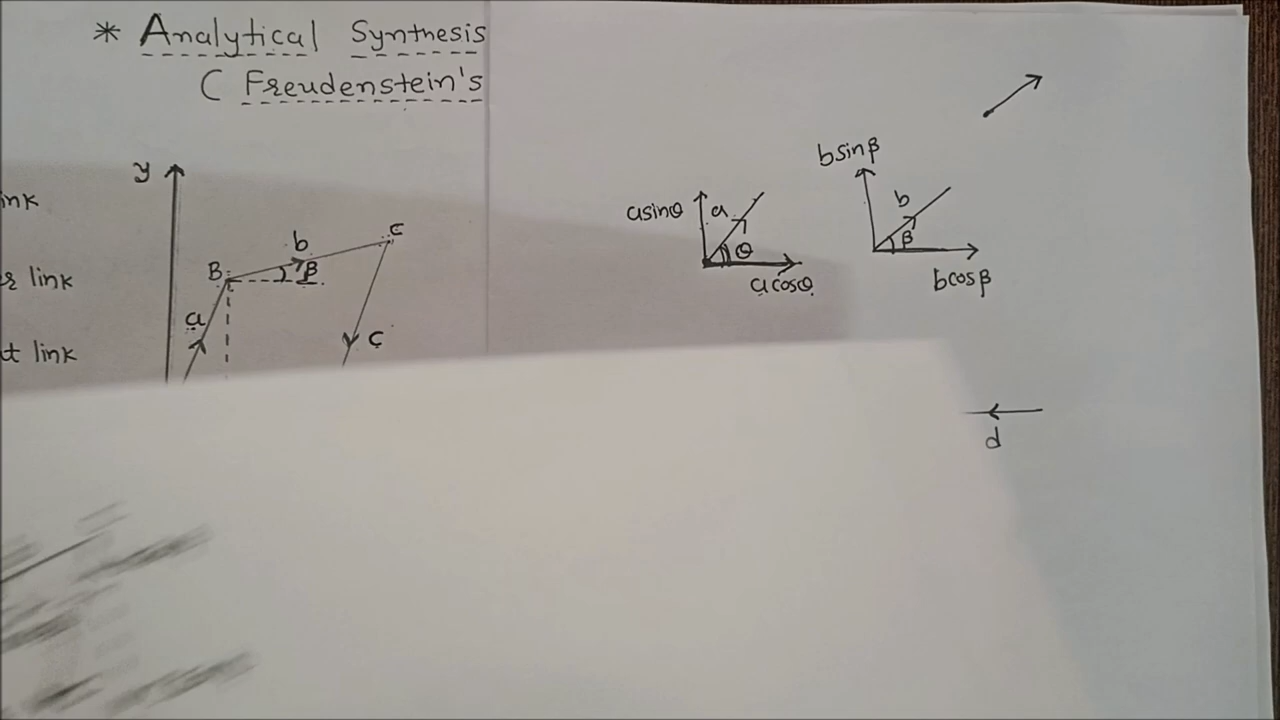 * Analytical Synthesis
( Freudenstein's
y
ink
link
t link
B
b
β
C
a
c
asinθ
a
θ
acosθ
bsinβ
b
β
bcosβ
d